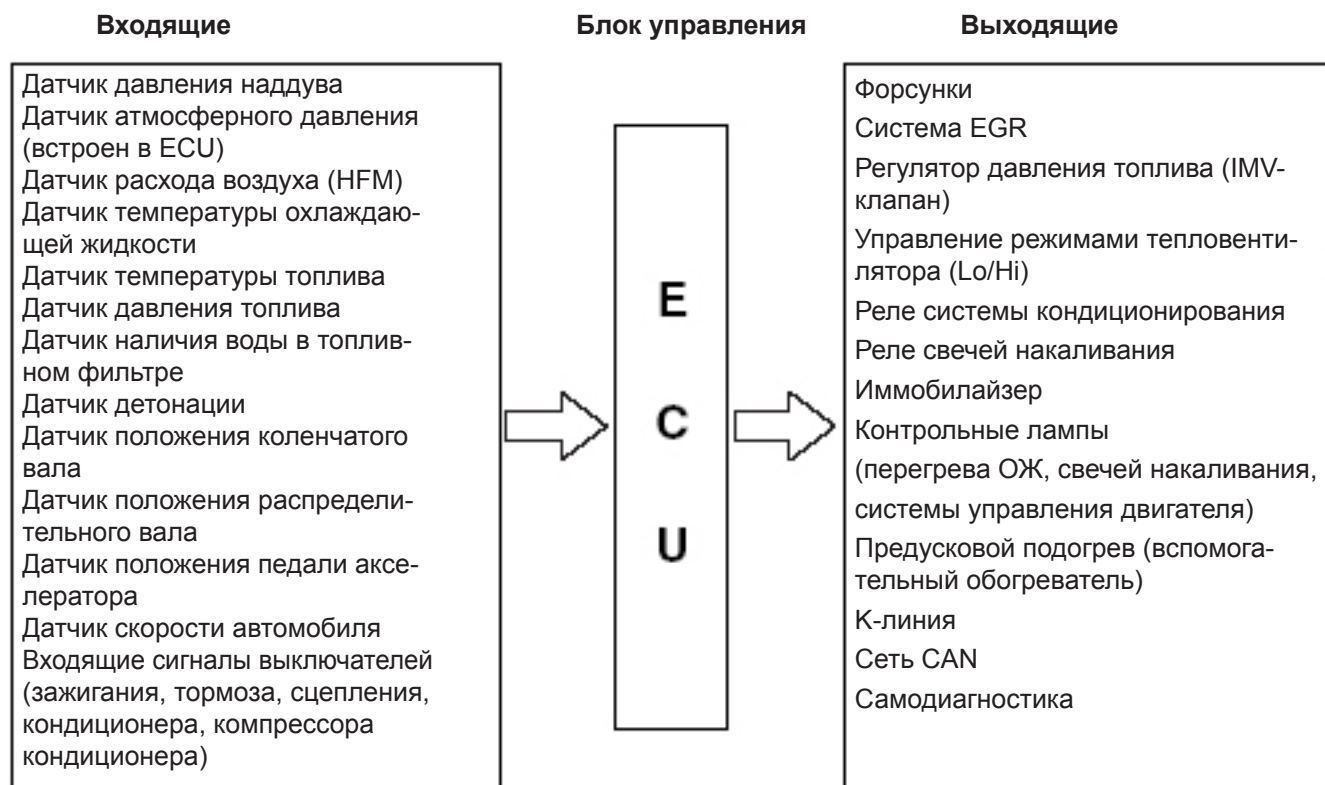 Входящие
Датчик давления наддува
Датчик атмосферного давления
(встроен в ECU)
Датчик расхода воздуха (HFM)
Датчик температуры охлаждаю-
щей жидкости
Датчик температуры топлива
Датчик давления топлива
Датчик наличия воды в топлив-
ном фильтре
Датчик детонации
Датчик положения коленчатого
вала
Датчик положения распредели-
тельного вала
Датчик положения педали аксе-
лератора
Датчик скорости автомобиля
Входящие сигналы выключателей
(зажигания, тормоза, сцепления,
кондиционера, компрессора
кондиционера)
Блок управления
E
C
U
Выходящие
Форсунки
Система EGR
Регулятор давления топлива (IMV-
клапан)
Управление режимами тепловенти-
лятора (Lo/Hi)
Реле системы кондиционирования
Реле свечей накаливания
Иммобилайзер
Контрольные лампы
(перегрева ОЖ, свечей накаливания,
системы управления двигателя)
Предусковой подогрев (вспомога-
тельный обогреватель)
K-линия
Сеть CAN
Самодиагностика